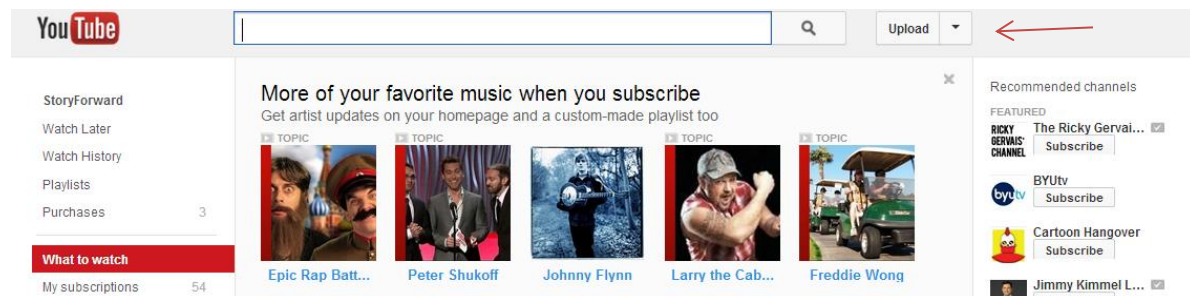 YouTube
Upload
StoryForward
Watch Later
Watch History
Playlists
Purchases 3
What to watch
My subscriptions 54
More of your favorite music when you subscribe
Get artist updates on your homepage and a custom-made playlist too
TOPIC TOPIC TOPIC TOPIC
Epic Rap Batt... Peter Shukoff Johnny Flynn Larry the Cab... Freddie Wong
Recommended channels
FEATURED
RICKY GERVAIS' CHANNEL
The Ricky Gervai...
Subscribe
byutv
BYUtv
Subscribe
Cartoon Hangover
Subscribe
Jimmy Kimmel L...